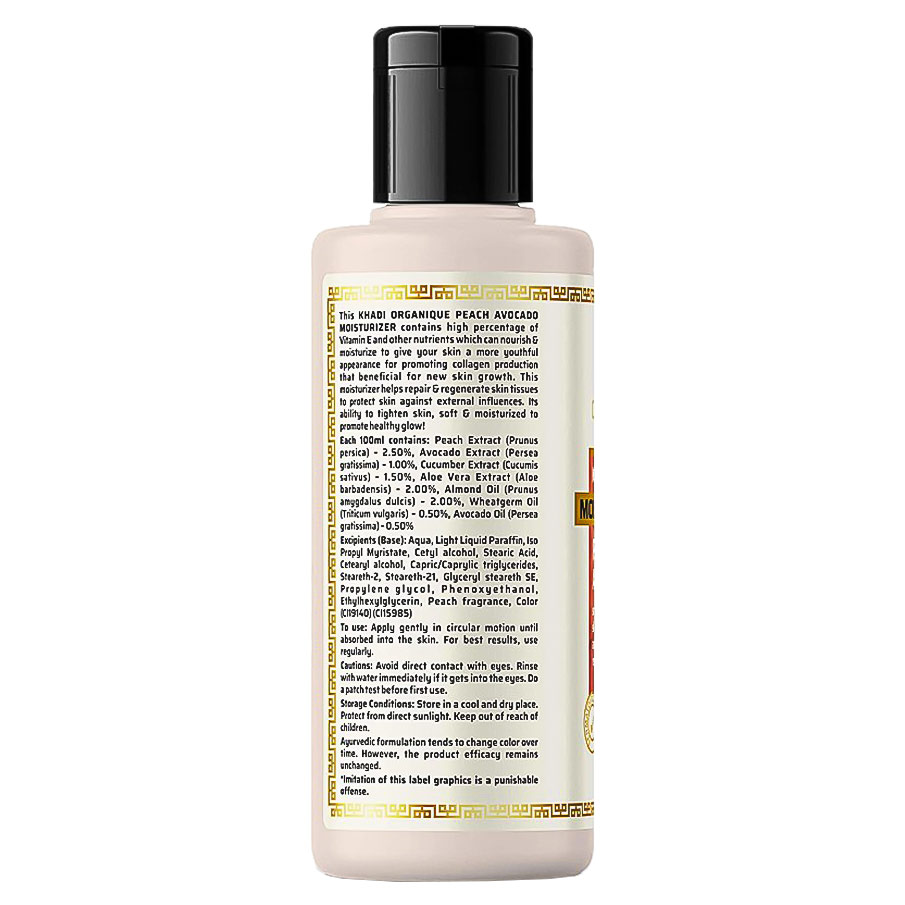 This KHADI ORGANIQUE PEACH AVOCADO
MOISTURIZER contains high percentage of
Vitamin E and other nutrients which can nourish &
moisturize to give your skin a more youthful
appearance for promoting collagen production
that beneficial for new skin growth. This
moisturizer helps repair & regenerate skin tissues
to protect skin against external influences. Its
ability to tighten skin, soft & moisturized to
promote healthy glow!
Each 100ml contains: Peach Extract (Prunus
persica) - 2.50%, Avocado Extract (Persea
gratissima) - 1.00%, Cucumber Extract (Cucumis
sativus) - 1.50%, Aloe Vera Extract (Aloe
barbadensis) - 2.00%, Almond Oil (Prunus
amygdalus dulcis) - 2.00%, Wheatgerm Oil
(Triticum vulgaris) - 0.50%, Avocado Oil (Persea
gratissima) - 0.50%
Excipients (Base): Aqua, Light Liquid Paraffin, Iso
Propyl Myristate, Cetyl alcohol, Stearic Acid,
Cetearyl alcohol, Capric/Caprylic triglycerides,
Steareth-2, Steareth-21, Glyceryl steareth SE,
Propylene glycol, Phenoxyethanol,
Ethylhexylglycerin, Peach fragrance, Color
(CI19140) (CI15985)
To use: Apply gently in circular motion until
absorbed into the skin. For best results, use
regularly.
Cautions: Avoid direct contact with eyes. Rinse
with water immediately if it gets into the eyes. Do
a patch test before first use.
Storage Conditions: Store in a cool and dry place.
Protect from direct sunlight. Keep out of reach of
children.
Ayurvedic formulation tends to change color over
time. However, the product efficacy remains
unchanged.
*Imitation of this label graphics is a punishable
offense.